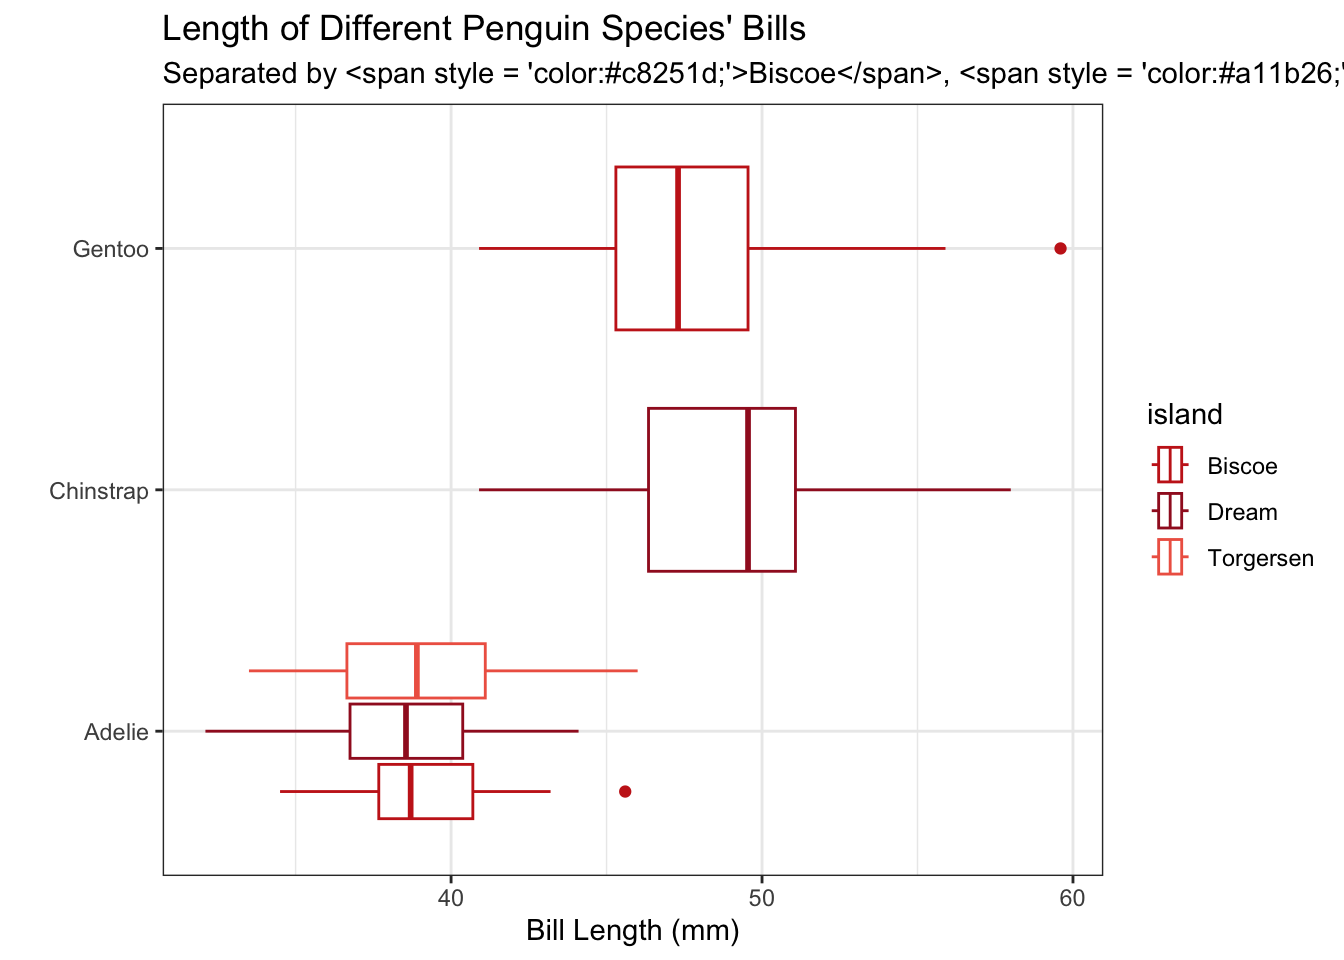 Length of Different Penguin Species' Bills
Separated by <span style = 'color:#c8251d;'>Biscoe</span>, <span style = 'color:#a11b26;'
Gentoo
Chinstrap
Adelie
40 50 60
Bill Length (mm)
island
Biscoe
Dream
Torgersen